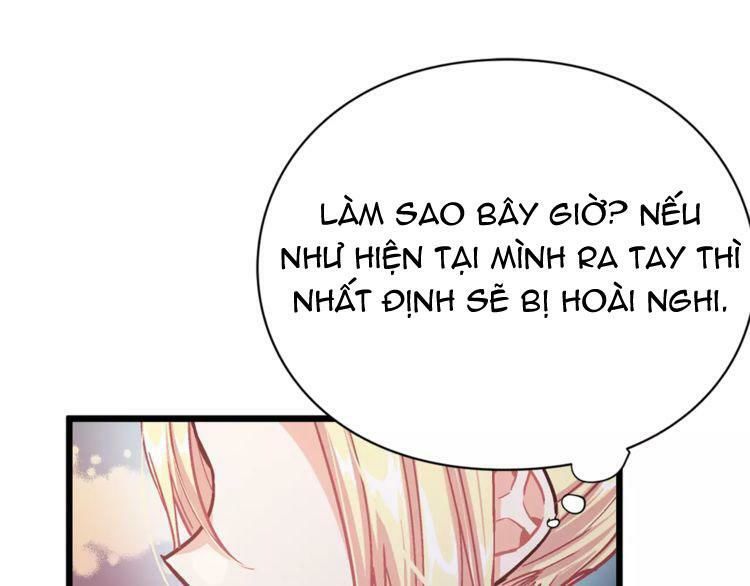 LÀM SAO BÂY GIỜ? NẾU
NHƯ HIỆN TẠI MÌNH RA TAY THÌ
NHẤT ĐỊNH SẼ BỊ HOÀI NGHI.